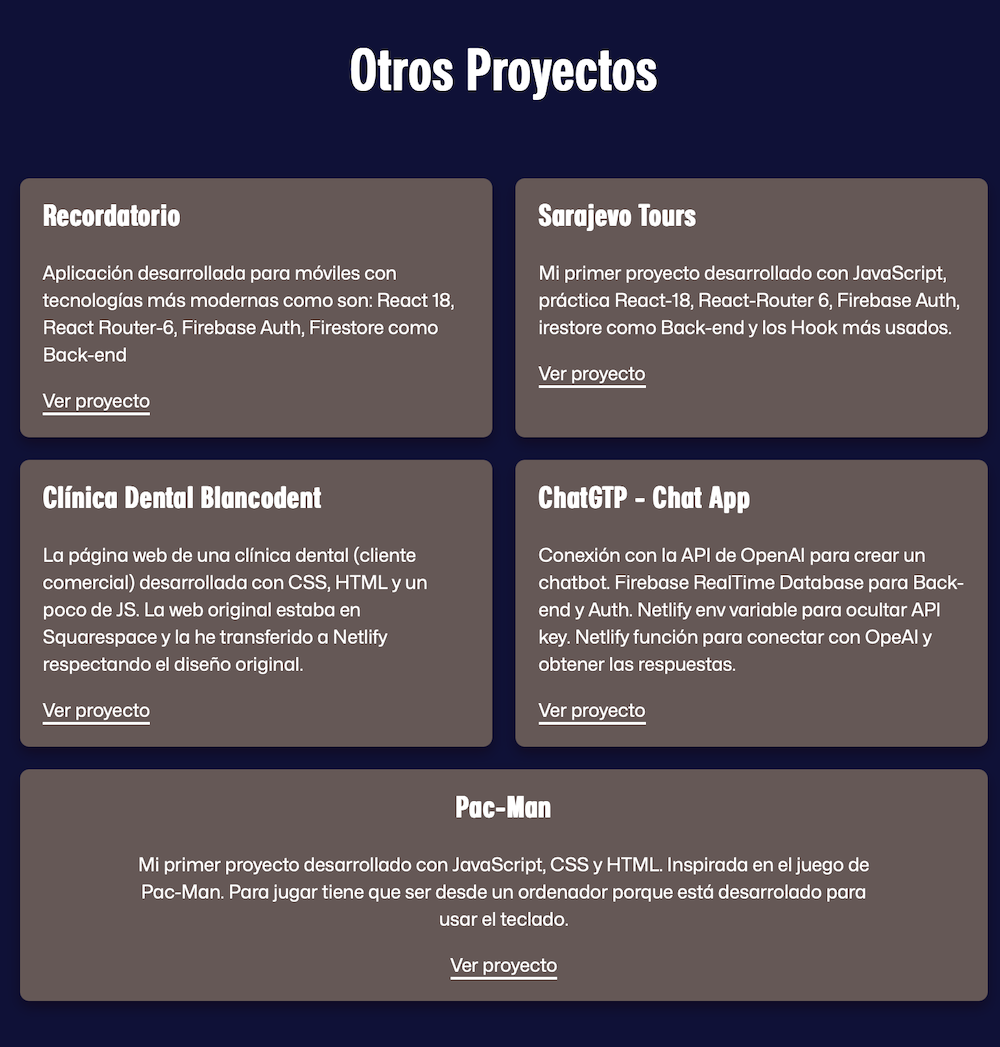 Otros Proyectos
Recordatorio
Aplicación desarrollada para móviles con
tecnologías más modernas como son: React 18,
React Router-6, Firebase Auth, Firestore como
Back-end
Ver proyecto
Sarajevo Tours
Mi primer proyecto desarrollado con JavaScript,
práctica React-18, React-Router 6, Firebase Auth,
irestore como Back-end y los Hook más usados.
Ver proyecto
Clínica Dental Blancodent
La página web de una clínica dental (cliente
comercial) desarrollada con CSS, HTML y un
poco de JS. La web original estaba en
Squarespace y la he transferido a Netlify
respectando el diseño original.
Ver proyecto
ChatGTP - Chat App
Conexión con la API de OpenAI para crear un
chatbot. Firebase RealTime Database para Back-
end y Auth. Netlify env variable para ocultar API
key. Netlify función para conectar con OpeAI y
obtener las respuestas.
Ver proyecto
Pac-Man
Mi primer proyecto desarrollado con JavaScript, CSS y HTML. Inspirada en el juego de
Pac-Man. Para jugar tiene que ser desde un ordenador porque está desarrolado para
usar el teclado.
Ver proyecto